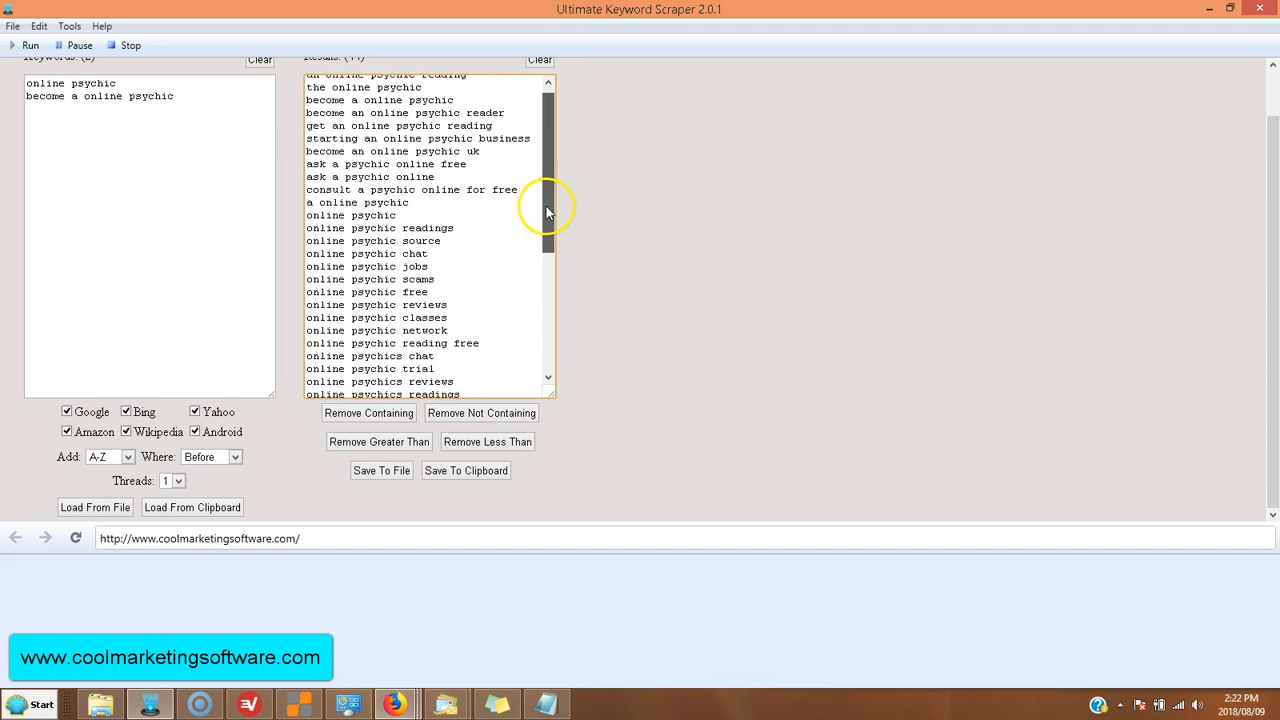 Ultimate Keyword Scraper 2.0.1
File Edit Tools Help
Run Pause Stop
Clear
Clear
online psychic
become a online psychic
an online psychic reading
the online psychic
become a online psychic
become an online psychic reader
get an online psychic reading
starting an online psychic business
become an online psychic uk
ask a psychic online free
ask a psychic online
consult a psychic online for free
a online psychic
online psychic
online psychic readings
online psychic source
online psychic chat
online psychic jobs
online psychic scams
online psychic free
online psychic reviews
online psychic classes
online psychic network
online psychic reading free
online psychics chat
online psychic trial
online psychics reviews
online psychics readings
Google Bing Yahoo
Amazon Wikipedia Android
Add: A-Z Where: Before
Threads: 1
Load From File Load From Clipboard
Remove Containing Remove Not Containing
Remove Greater Than Remove Less Than
Save To File Save To Clipboard
http://www.coolmarketingsoftware.com/
www.coolmarketingsoftware.com
Start
2:22 PM
2018/08/09